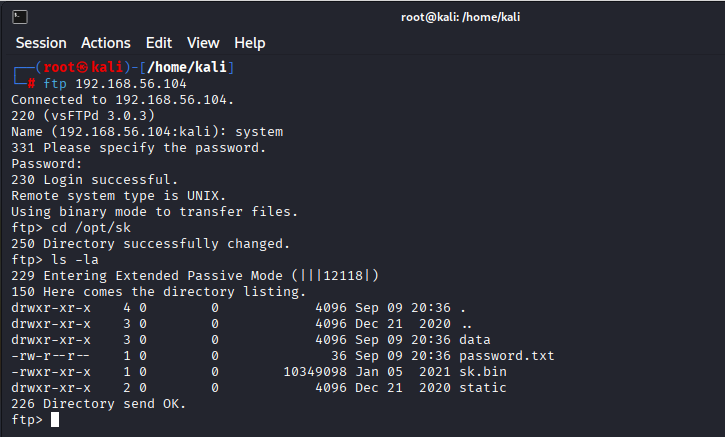 root@kali: /home/kali
Session Actions Edit View Help
┌──(root㉿kali)-[/home/kali]
└─# ftp 192.168.56.104
Connected to 192.168.56.104.
220 (vsFTPd 3.0.3)
Name (192.168.56.104:kali): system
331 Please specify the password.
Password:
230 Login successful.
Remote system type is UNIX.
Using binary mode to transfer files.
ftp> cd /opt/sk
250 Directory successfully changed.
ftp> ls -la
229 Entering Extended Passive Mode (|||12118|)
150 Here comes the directory listing.
drwxr-xr-x    4 0        0            4096 Sep 09 20:36 .
drwxr-xr-x    3 0        0            4096 Dec 21  2020 ..
drwxr-xr-x    3 0        0            4096 Sep 09 20:36 data
-rw-r--r--    1 0        0              36 Sep 09 20:36 password.txt
-rwxr-xr-x    1 0        0        10349098 Jan 05  2021 sk.bin
drwxr-xr-x    2 0        0            4096 Dec 21  2020 static
226 Directory send OK.
ftp>